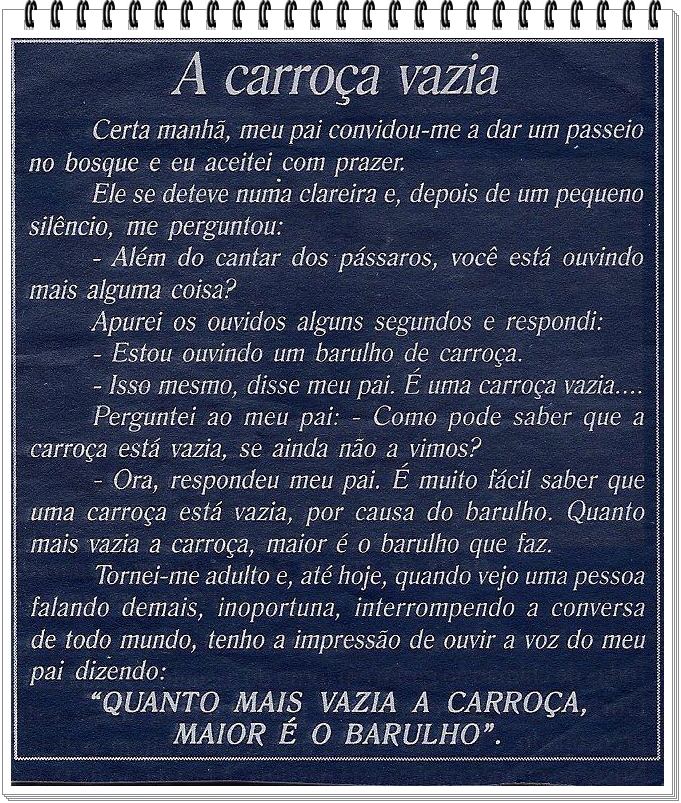 A carroça vazia
Certa manhã, meu pai convidou-me a dar um passeio
no bosque e eu aceitei com prazer.
Ele se deteve numa clareira e, depois de um pequeno
silêncio, me perguntou:
- Além do cantar dos pássaros, você está ouvindo
mais alguma coisa?
Apurei os ouvidos alguns segundos e respondi:
- Estou ouvindo um barulho de carroça.
- Isso mesmo, disse meu pai. É uma carroça vazia....
Perguntei ao meu pai: - Como pode saber que a
carroça está vazia, se ainda não a vimos?
- Ora, respondeu meu pai. É muito fácil saber que
uma carroça está vazia, por causa do barulho. Quanto
mais vazia a carroça, maior é o barulho que faz.
Tornei-me adulto e, até hoje, quando vejo uma pessoa
falando demais, inoportuna, interrompendo a conversa
de todo mundo, tenho a impressão de ouvir a voz do meu
pai dizendo:
“QUANTO MAIS VAZIA A CARROÇA,
MAIOR É O BARULHO”.